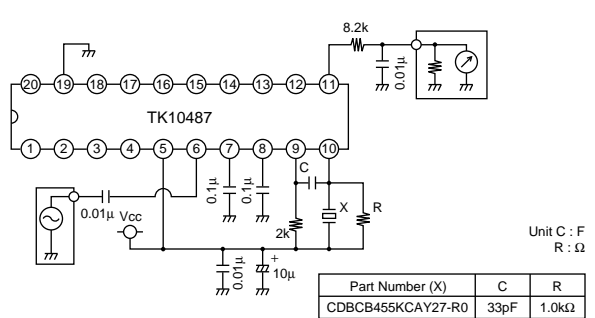 8.2k
0.01μ
20 19 18 17 16 15 14 13 12 11
TK10487
1 2 3 4 5 6 7 8 9 10
0.01μ
Vcc
0.1μ
0.1μ
C
2k
X
R
0.01μ
+
10μ
Unit C : F
R : Ω
Part Number (X) C R
CDBCB455KCAY27-R0 33pF 1.0kΩ